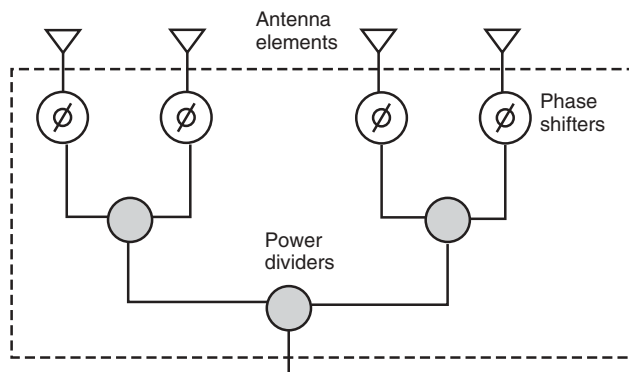 Antenna
elements
Phase
shifters
Power
dividers